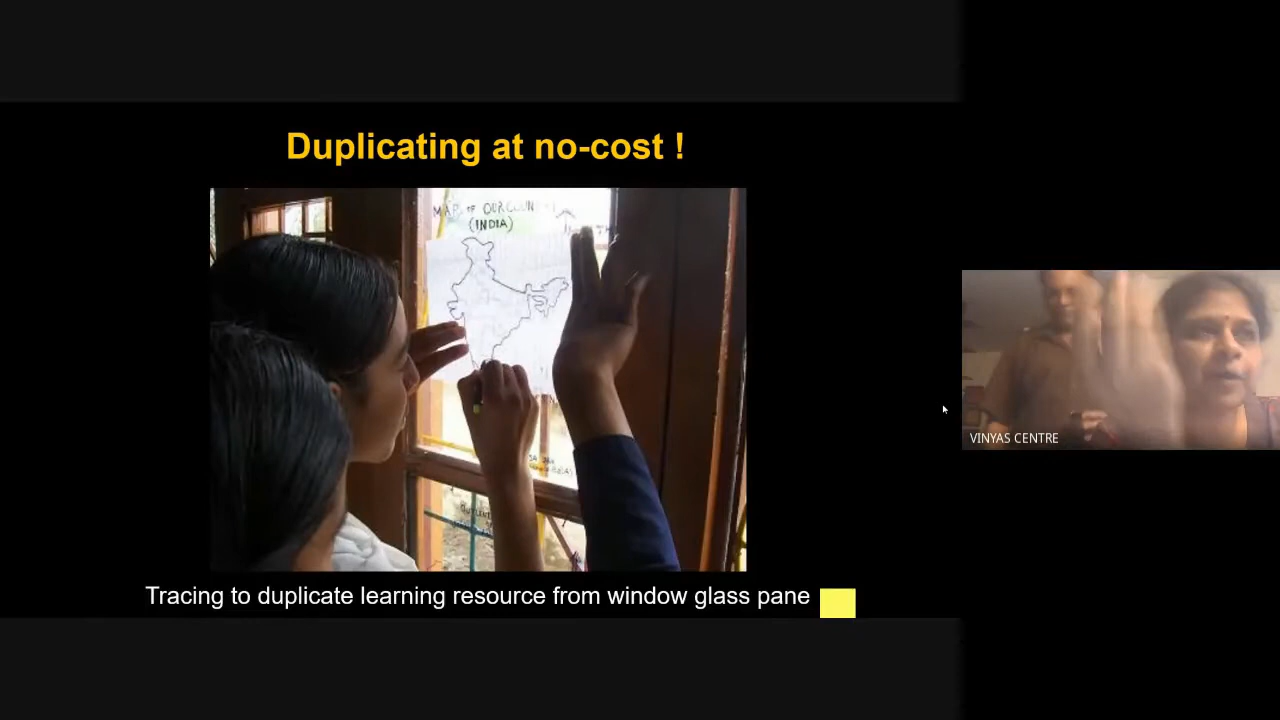 Duplicating at no-cost !
MAP OF OUR COUNTRY
(INDIA)
Tracing to duplicate learning resource from window glass pane
VINYAS CENTRE